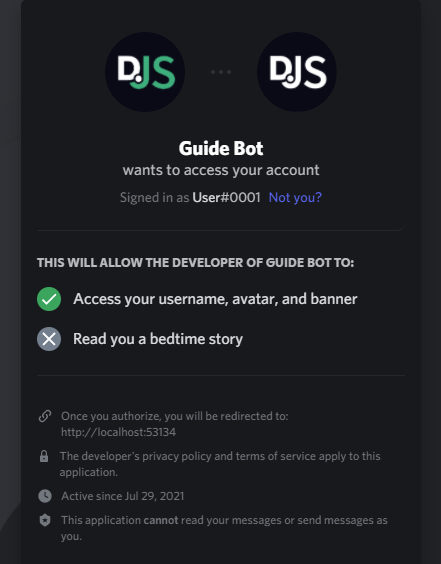 D.JS
D.JS
Guide Bot
wants to access your account
Signed in as User#0001 Not you?
THIS WILL ALLOW THE DEVELOPER OF GUIDE BOT TO:
Access your username, avatar, and banner
Read you a bedtime story
Once you authorize, you will be redirected to:
http://localhost:53134
The developer's privacy policy and terms of service apply to this
application.
Active since Jul 29, 2021
This application cannot read your messages or send messages as
you.